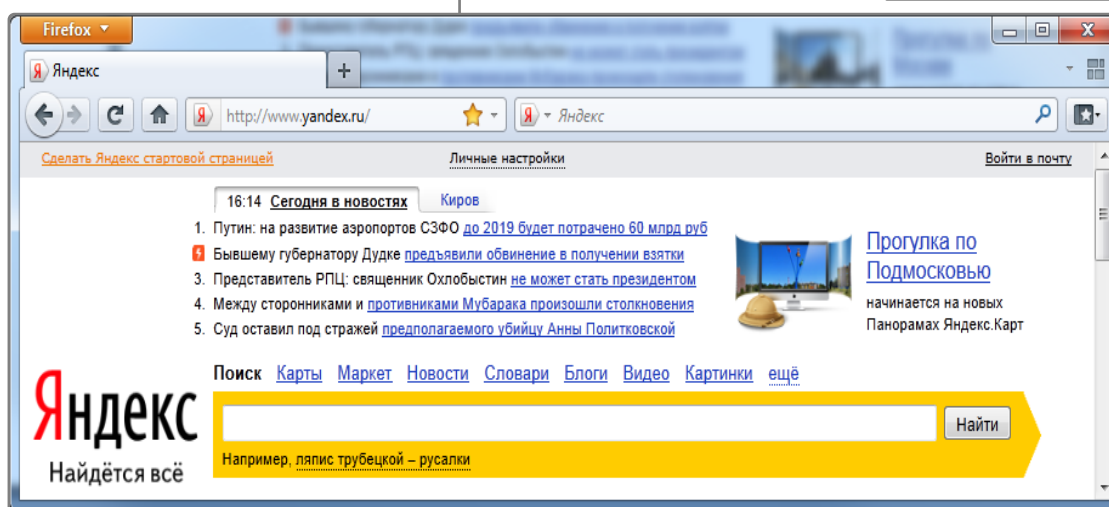 Firefox
Яндекс
http://www.yandex.ru/
Яндекс
Сделать Яндекс стартовой страницей
Личные настройки
Войти в почту
16:14 Сегодня в новостях Киров
1. Путин: на развитие аэропортов СЗФО до 2019 будет потрачено 60 млрд руб
Бывшему губернатору Дудке предъявили обвинение в получении взятки
3. Представитель РПЦ: священник Охлобыстин не может стать президентом
4. Между сторонниками и противниками Мубарака произошли столкновения
5. Суд оставил под стражей предполагаемого убийцу Анны Политковской
Прогулка по
Подмосковью
начинается на новых
Панорамах Яндекс.Карт
Поиск Карты Маркет Новости Словари Блоги Видео Картинки ещё
Яндекс
Найдётся всё
Найти
Например, ляпис трубецкой – русалки